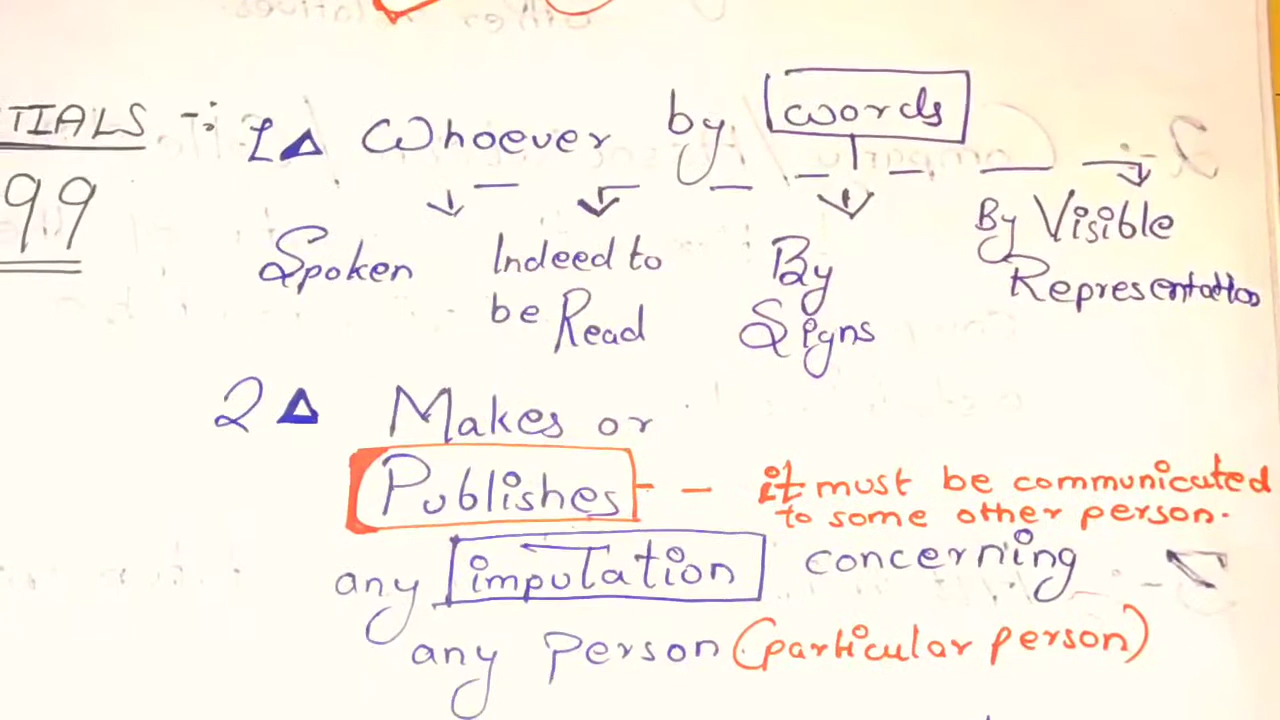 TIALS -: 1 Whoever by words
99
Spoken Indeed to be Read By Signs By Visible Representation
2 Makes or
Publishes - - it must be communicated
to some other person.
any imputation concerning
any person (particular person)